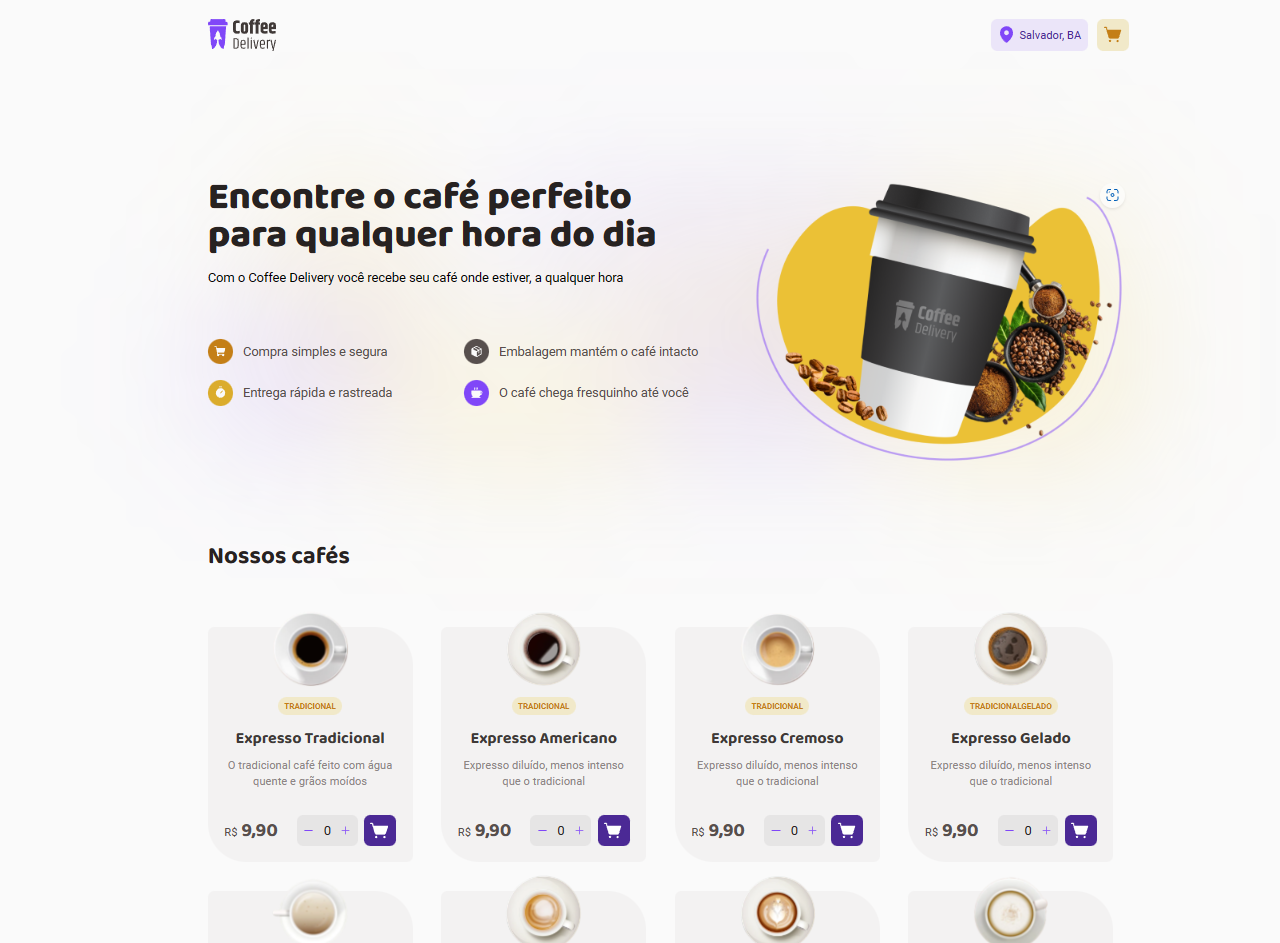 Coffee
Delivery
Salvador, BA
Encontre o café perfeito
para qualquer hora do dia
Com o Coffee Delivery você recebe seu café onde estiver, a qualquer hora
Compra simples e segura
Embalagem mantém o café intacto
Entrega rápida e rastreada
O café chega fresquinho até você
Coffee
Delivery
Nossos cafés
TRADICIONAL
Expresso Tradicional
O tradicional café feito com água
quente e grãos moídos
R$ 9,90
− 0 +
TRADICIONAL
Expresso Americano
Expresso diluído, menos intenso
que o tradicional
R$ 9,90
− 0 +
TRADICIONAL
Expresso Cremoso
Expresso diluído, menos intenso
que o tradicional
R$ 9,90
− 0 +
TRADICIONALGELADO
Expresso Gelado
Expresso diluído, menos intenso
que o tradicional
R$ 9,90
− 0 +